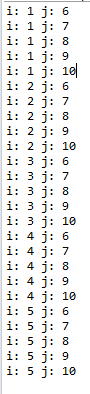 i: 1 j: 6
i: 1 j: 7
i: 1 j: 8
i: 1 j: 9
i: 1 j: 10
i: 2 j: 6
i: 2 j: 7
i: 2 j: 8
i: 2 j: 9
i: 2 j: 10
i: 3 j: 6
i: 3 j: 7
i: 3 j: 8
i: 3 j: 9
i: 3 j: 10
i: 4 j: 6
i: 4 j: 7
i: 4 j: 8
i: 4 j: 9
i: 4 j: 10
i: 5 j: 6
i: 5 j: 7
i: 5 j: 8
i: 5 j: 9
i: 5 j: 10